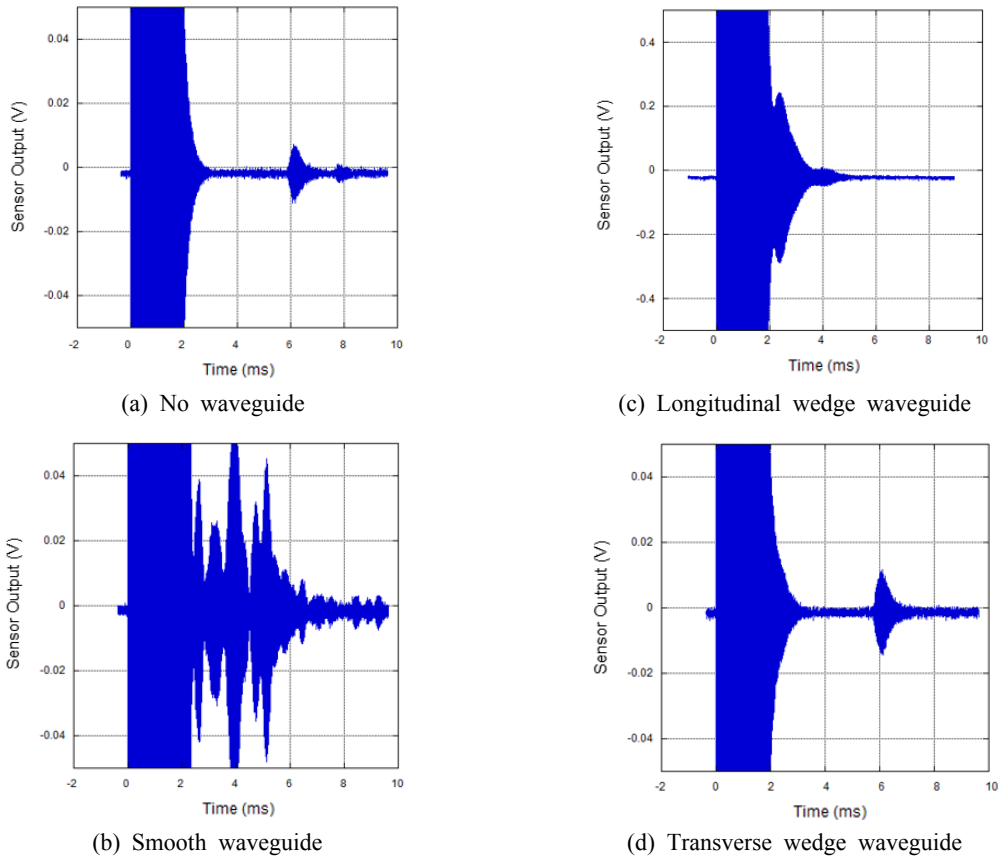 0.04
0.02
0
-0.02
-0.04
Sensor Output (V)
-2 0 2 4 6 8 10
Time (ms)
(a) No waveguide
0.4
0.2
0
-0.2
-0.4
Sensor Output (V)
-2 0 2 4 6 8 10
Time (ms)
(c) Longitudinal wedge waveguide
0.04
0.02
0
-0.02
-0.04
Sensor Output (V)
-2 0 2 4 6 8 10
Time (ms)
(b) Smooth waveguide
0.04
0.02
0
-0.02
-0.04
Sensor Output (V)
-2 0 2 4 6 8 10
Time (ms)
(d) Transverse wedge waveguide